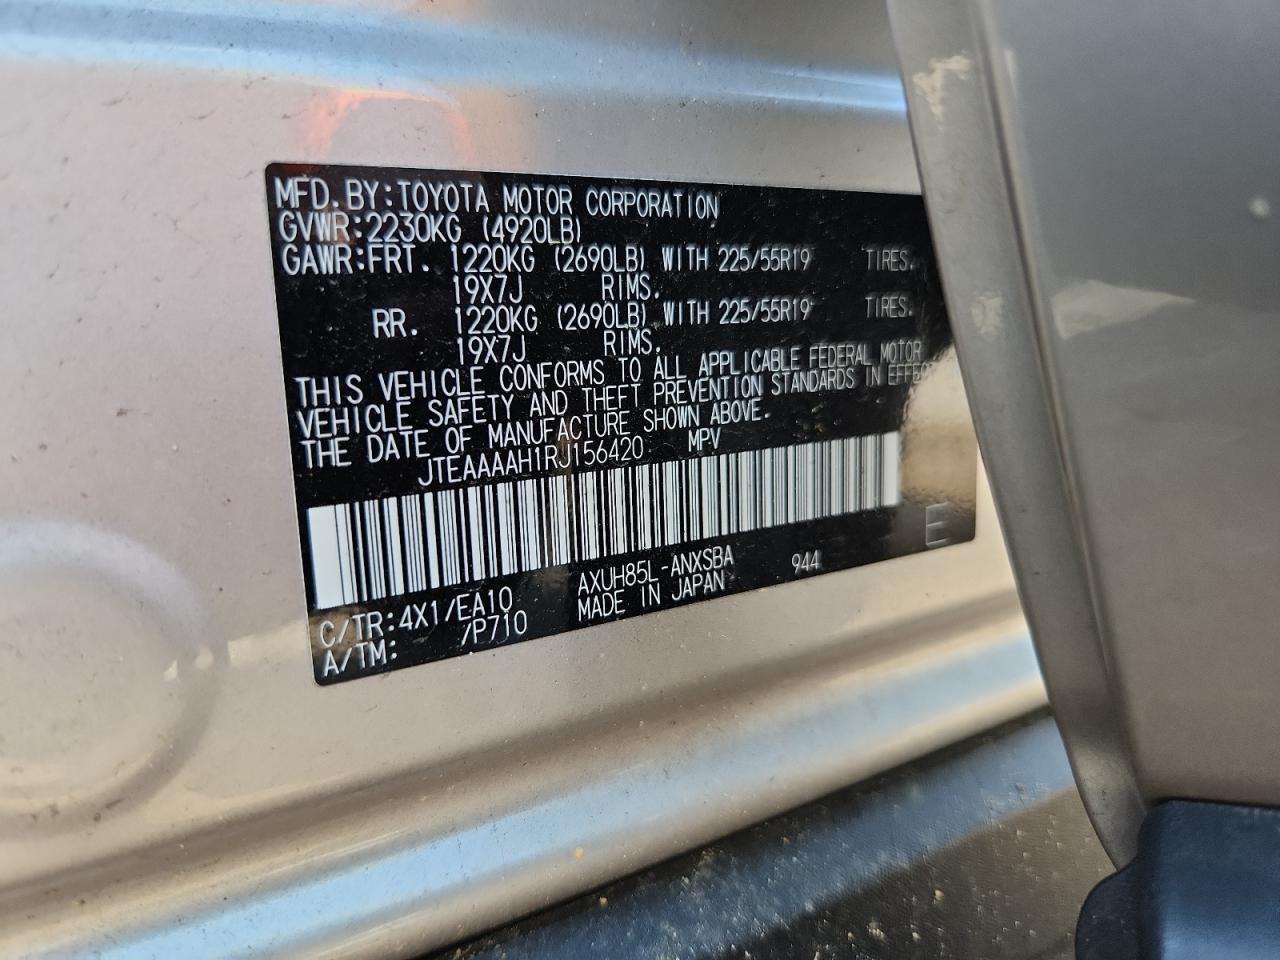 MFD.BY:TOYOTA MOTOR CORPORATION
GVWR:2230KG (4920LB)
GAWR:FRT. 1220KG (2690LB) WITH 225/55R19 TIRES.
19X7J RIMS.
RR. 1220KG (2690LB) WITH 225/55R19 TIRES.
19X7J RIMS.
THIS VEHICLE CONFORMS TO ALL APPLICABLE FEDERAL MOTOR
VEHICLE SAFETY AND THEFT PREVENTION STANDARDS IN EFFECT
THE DATE OF MANUFACTURE SHOWN ABOVE.
JTEAAAAH1RJ156420 MPV
C/TR:4X1/EA10 AXUH85L-ANXSBA 944 E
A/TM: /P710 MADE IN JAPAN